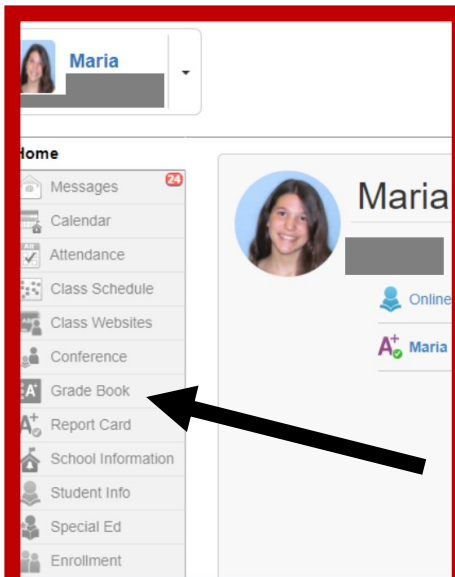 Maria
Home
Messages 24
Calendar
Attendance
Class Schedule
Class Websites
Conference
Grade Book
Report Card
School Information
Student Info
Special Ed
Enrollment
Maria
Online
A+ Maria